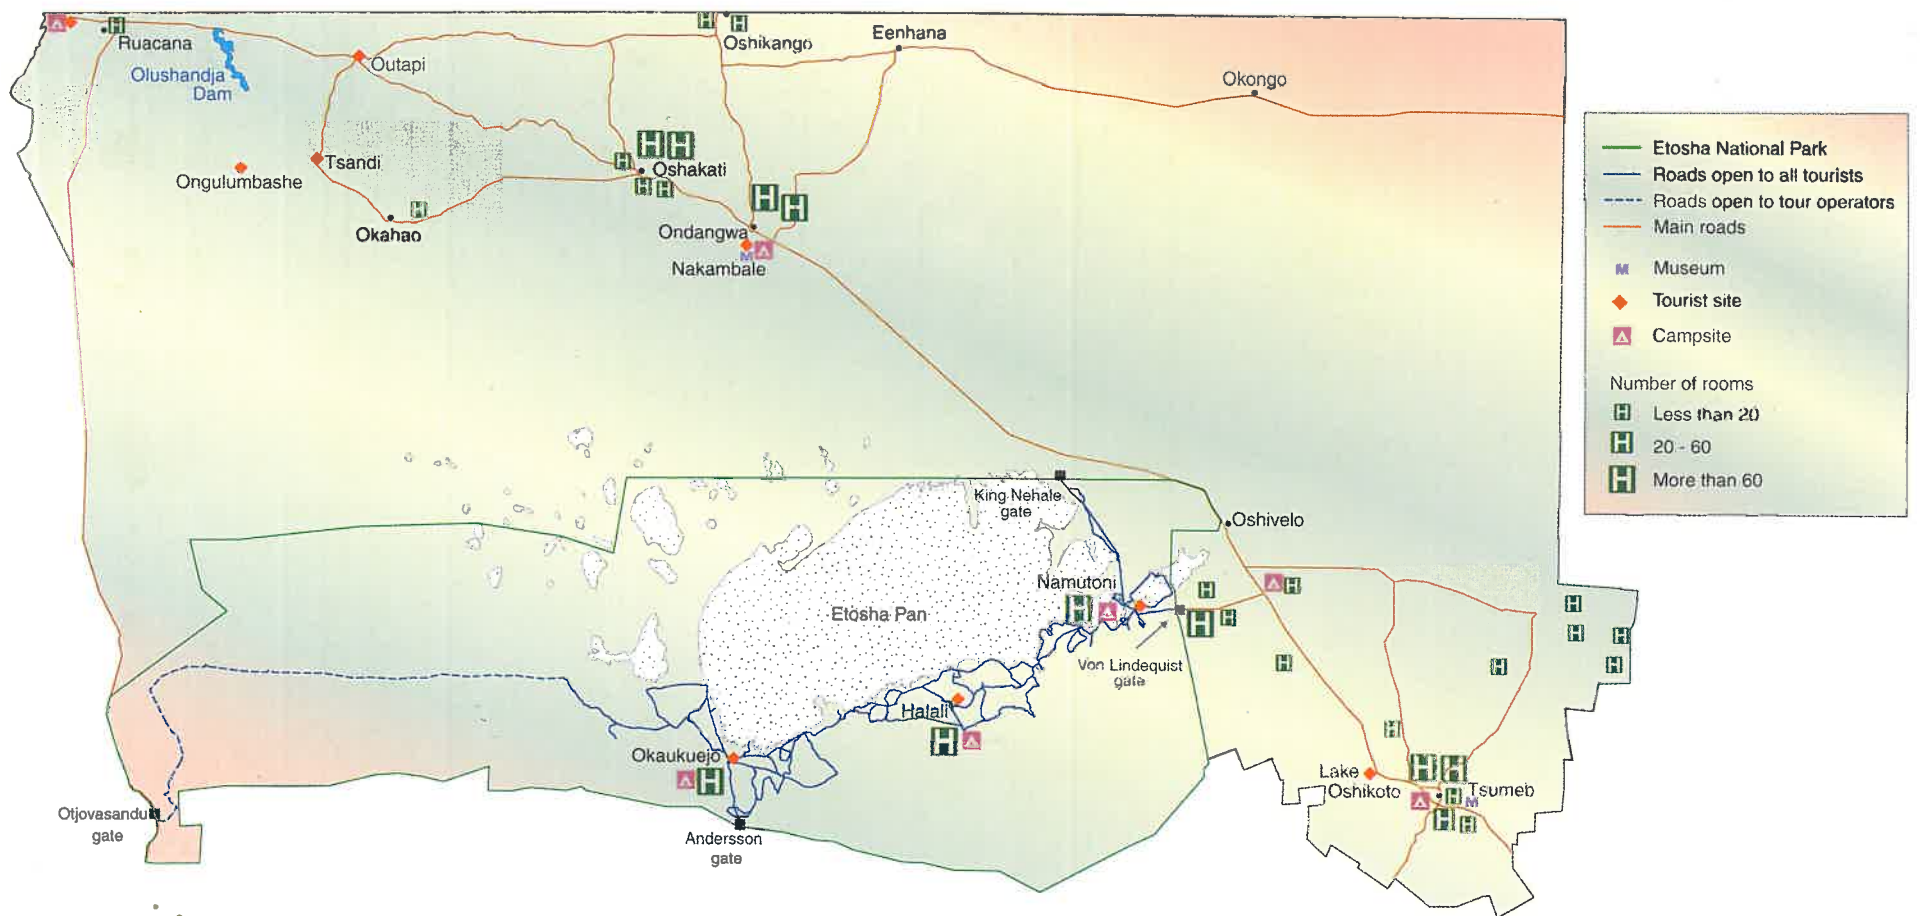 Ruacana
Olushandja
Dam
Outapi
Oshikango
Eenhana
Okongo
Ongulumbashe
Tsandi
Okahao
Oshakati
Ondangwa
M
Nakambale
King Nehale
gate
Oshivelo
Namutoni
Etosha Pan
Von Lindequist
gate
Halali
Okaukuejo
Otjovasandu
gate
Andersson
gate
Lake
Oshikoto
Tsumeb
M
Etosha National Park
Roads open to all tourists
Roads open to tour operators
Main roads
M Museum
Tourist site
Campsite
Number of rooms
H Less than 20
H 20 - 60
H More than 60